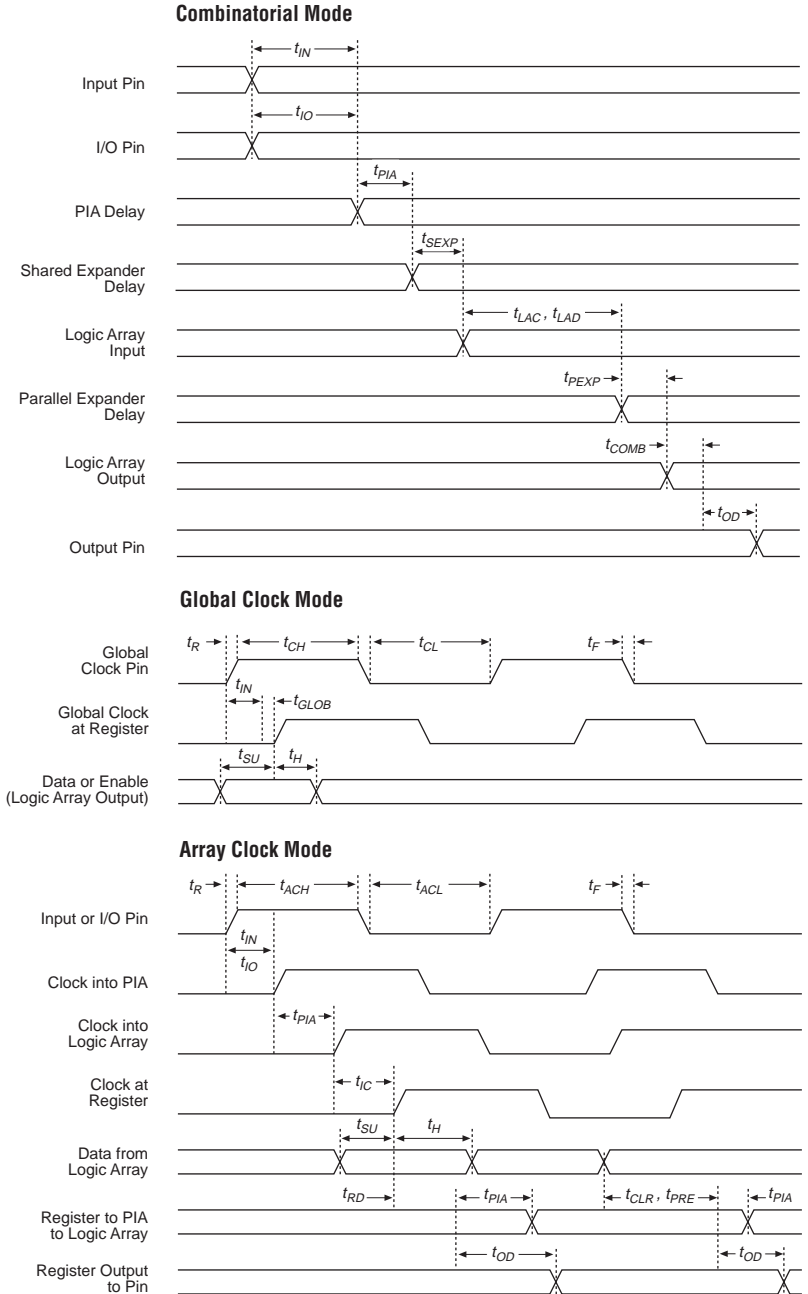 Combinatorial Mode
tIN
Input Pin
tIO
I/O Pin
tPIA
PIA Delay
tSEXP
Shared Expander
Delay
tLAC , tLAD
Logic Array
Input
tPEXP
Parallel Expander
Delay
tCOMB
Logic Array
Output
tOD
Output Pin
Global Clock Mode
tR tCH tCL tF
Global
Clock Pin
tIN tGLOB
Global Clock
at Register
tSU tH
Data or Enable
(Logic Array Output)
Array Clock Mode
tR tACH tACL tF
Input or I/O Pin
tIN
tIO
Clock into PIA
tPIA
Clock into
Logic Array
tIC
Clock at
Register
tSU tH
Data from
Logic Array
tRD tPIA tCLR , tPRE tPIA
Register to PIA
to Logic Array
tOD tOD
Register Output
to Pin